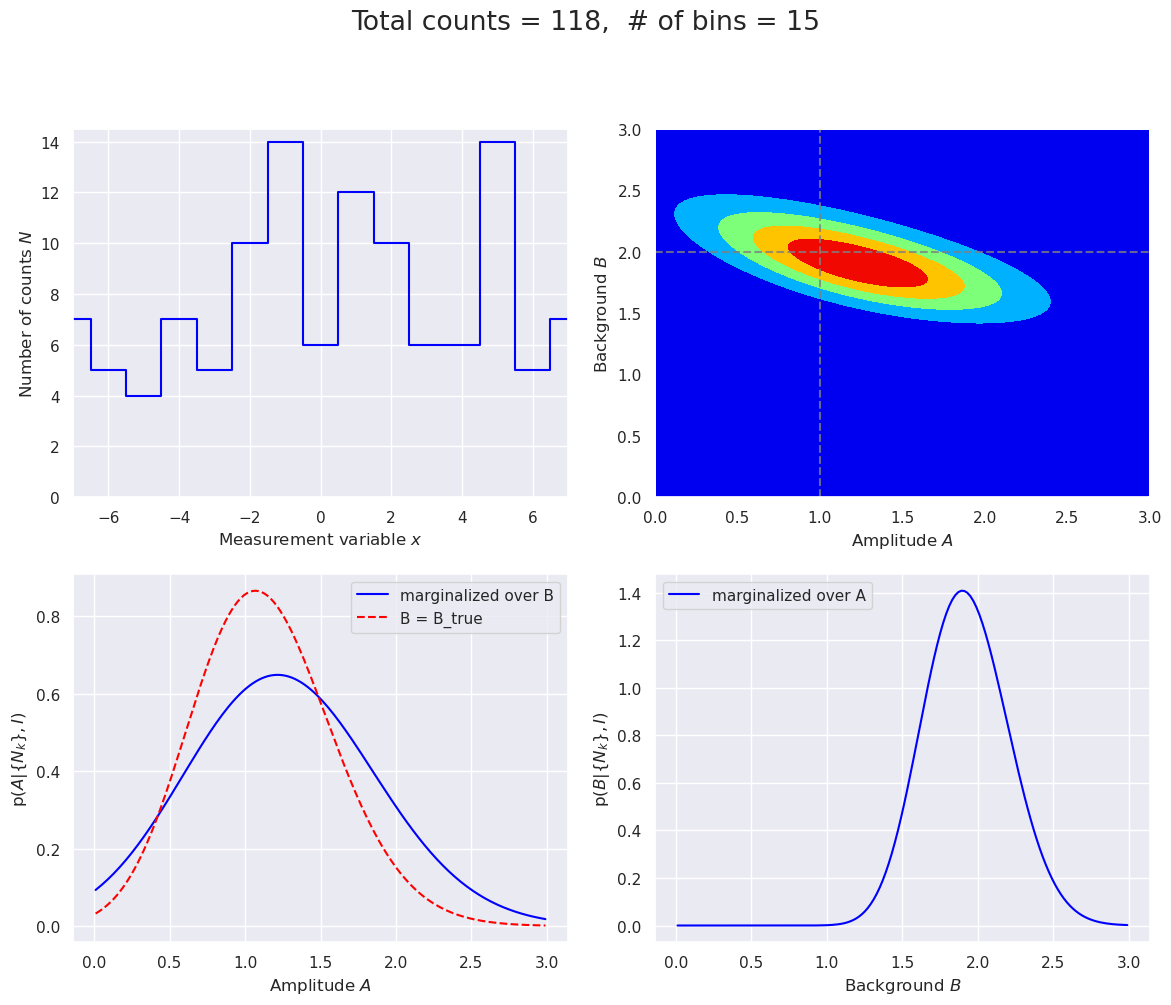 Total counts = 118,  # of bins = 15
14
12
10
8
6
4
2
0
Number of counts N
−6 −4 −2 0 2 4 6
Measurement variable x
3.0
2.5
2.0
1.5
1.0
0.5
0.0
Background B
0.0 0.5 1.0 1.5 2.0 2.5 3.0
Amplitude A
marginalized over B
B = B_true
0.8
0.6
0.4
0.2
0.0
p(A|{N_k}, I)
0.0 0.5 1.0 1.5 2.0 2.5 3.0
Amplitude A
marginalized over A
1.4
1.2
1.0
0.8
0.6
0.4
0.2
0.0
p(B|{N_k}, I)
0.0 0.5 1.0 1.5 2.0 2.5 3.0
Background B